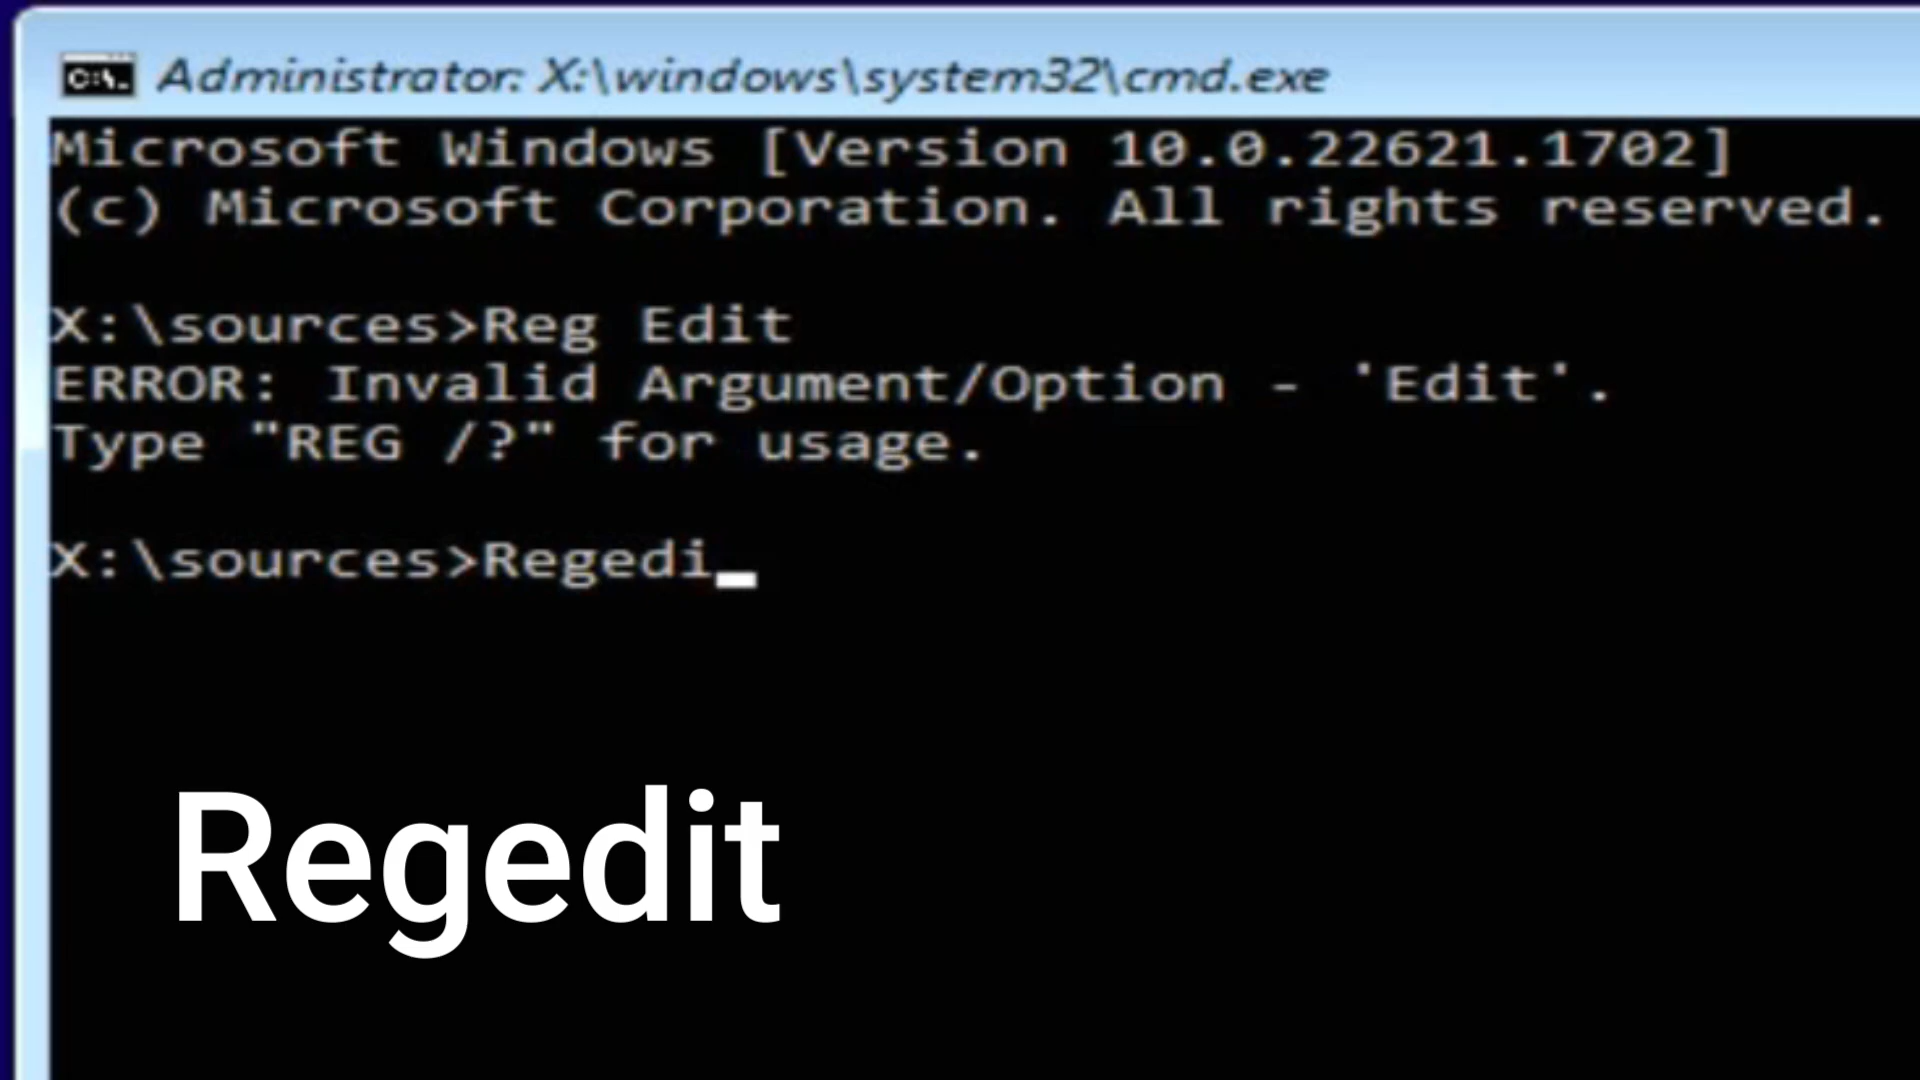 C:\.
Administrator: X:\windows\system32\cmd.exe
Microsoft Windows [Version 10.0.22621.1702]
(c) Microsoft Corporation. All rights reserved.
X:\sources>Reg Edit
ERROR: Invalid Argument/Option - 'Edit'.
Type "REG /?" for usage.
X:\sources>Regedi_
Regedit